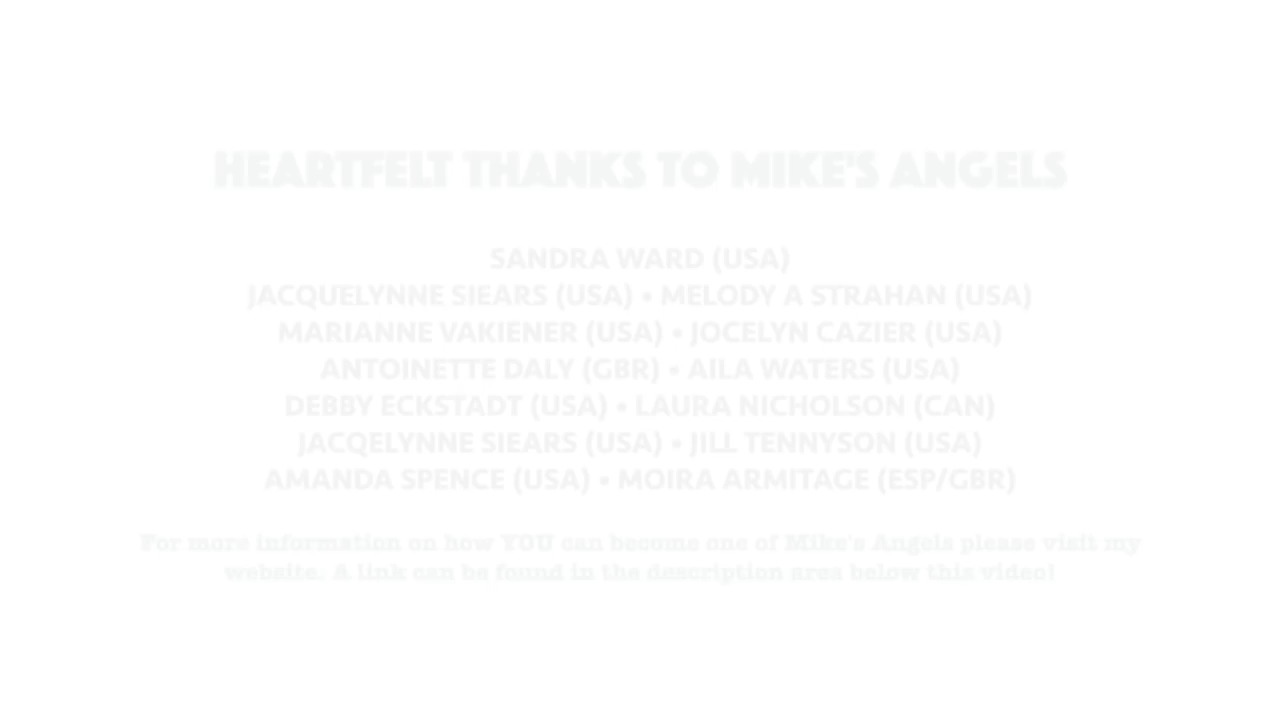 HEARTFELT THANKS TO MIKE'S ANGELS
SANDRA WARD (USA)
JACQUELYNNE SIEARS (USA) • MELODY A STRAHAN (USA)
MARIANNE VAKIENER (USA) • JOCELYN CAZIER (USA)
ANTOINETTE DALY (GBR) • AILA WATERS (USA)
DEBBY ECKSTADT (USA) • LAURA NICHOLSON (CAN)
JACQELYNNE SIEARS (USA) • JILL TENNYSON (USA)
AMANDA SPENCE (USA) • MOIRA ARMITAGE (ESP/GBR)
For more information on how YOU can become one of Mike's Angels please visit my
website. A link can be found in the description area below this video!